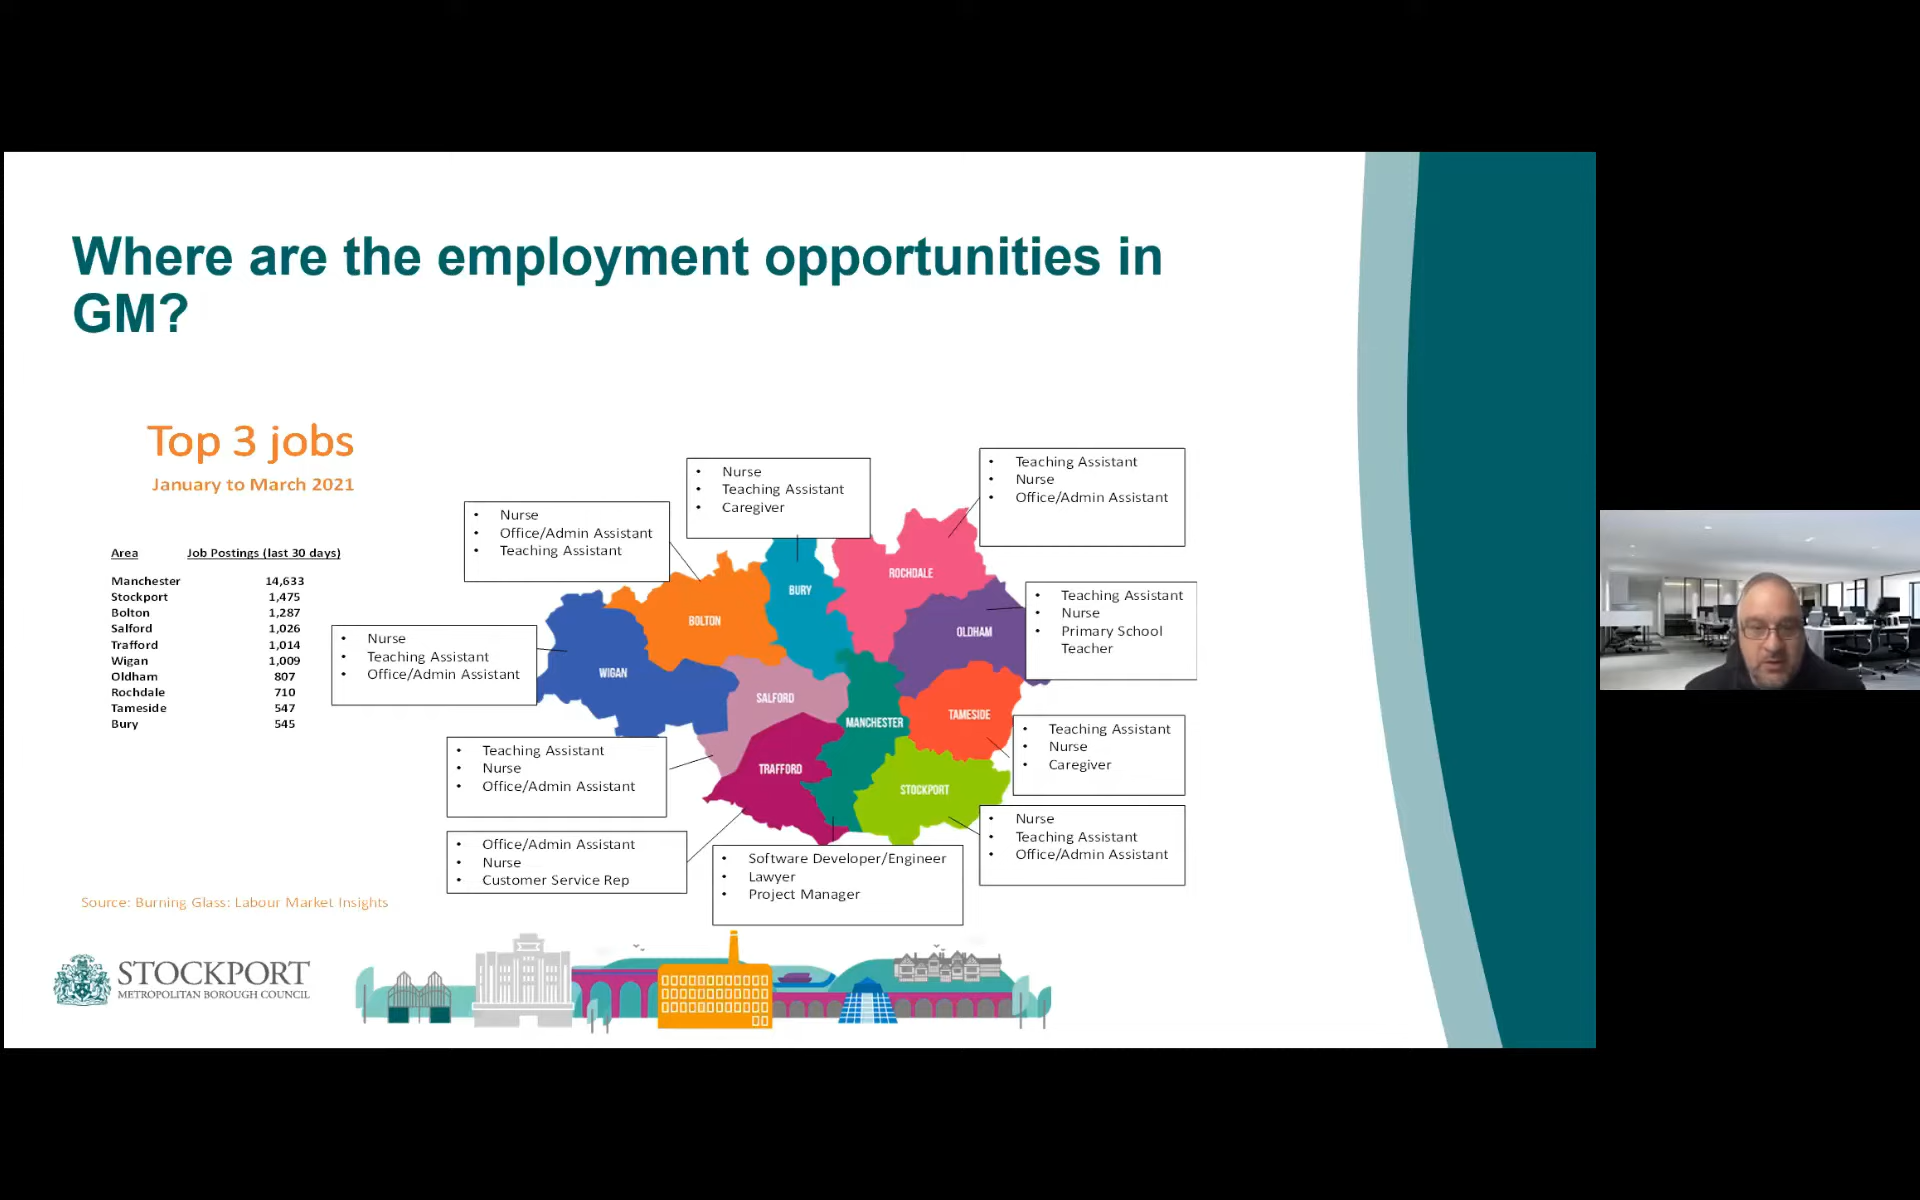 Where are the employment opportunities in
GM?
Top 3 jobs
January to March 2021
Area Job Postings (last 30 days)
Manchester 14,633
Stockport 1,475
Bolton 1,287
Salford 1,026
Trafford 1,014
Wigan 1,009
Oldham 807
Rochdale 710
Tameside 547
Bury 545
• Nurse
• Office/Admin Assistant
• Teaching Assistant
• Nurse
• Teaching Assistant
• Caregiver
• Teaching Assistant
• Nurse
• Office/Admin Assistant
• Nurse
• Teaching Assistant
• Office/Admin Assistant
• Teaching Assistant
• Nurse
• Primary School
Teacher
• Teaching Assistant
• Nurse
• Office/Admin Assistant
• Teaching Assistant
• Nurse
• Caregiver
• Office/Admin Assistant
• Nurse
• Customer Service Rep
• Software Developer/Engineer
• Lawyer
• Project Manager
• Nurse
• Teaching Assistant
• Office/Admin Assistant
ROCHDALE
BURY
BOLTON
OLDHAM
WIGAN
SALFORD
MANCHESTER
TAMESIDE
TRAFFORD
STOCKPORT
Source: Burning Glass: Labour Market Insights
STOCKPORT
METROPOLITAN BOROUGH COUNCIL